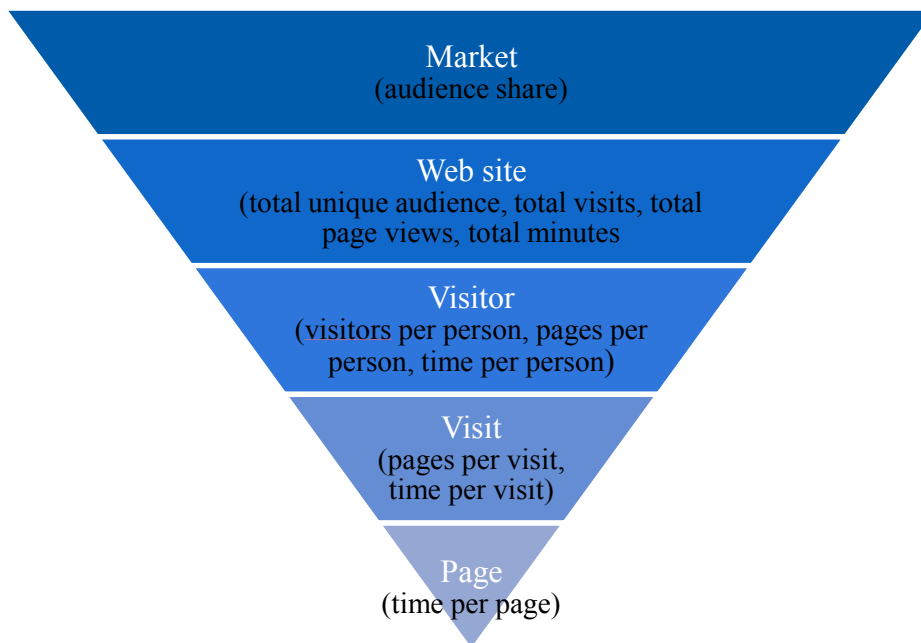 Market
(audience share)
Web site
(total unique audience, total visits, total
page views, total minutes
Visitor
(visitors per person, pages per
person, time per person)
Visit
(pages per visit,
time per visit)
Page
(time per page)